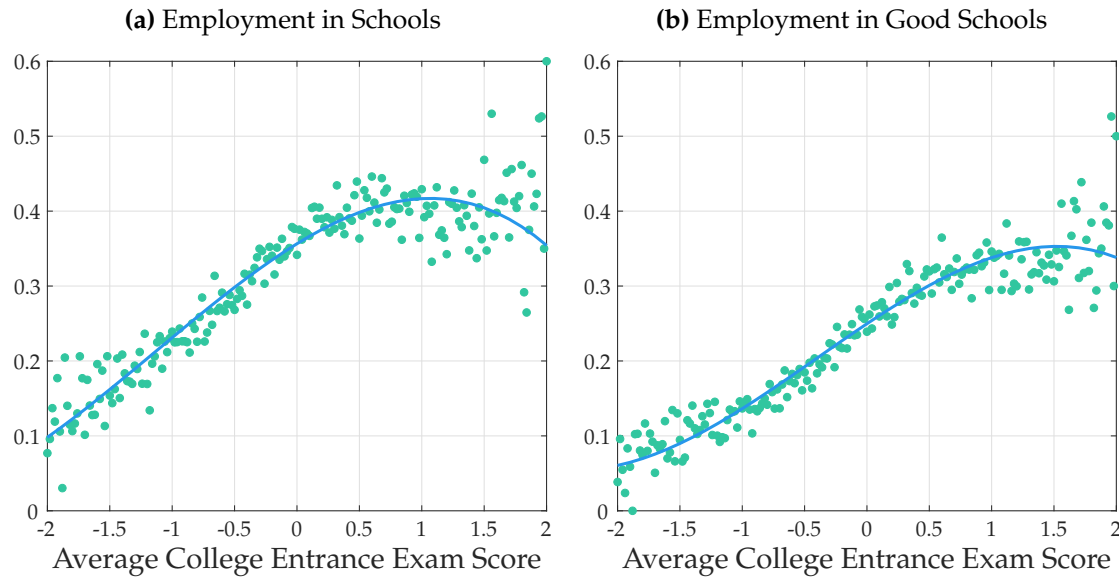 (a) Employment in Schools
0.6
0.5
0.4
0.3
0.2
0.1
0
-2 -1.5 -1 -0.5 0 0.5 1 1.5 2
Average College Entrance Exam Score
(b) Employment in Good Schools
0.6
0.5
0.4
0.3
0.2
0.1
0
-2 -1.5 -1 -0.5 0 0.5 1 1.5 2
Average College Entrance Exam Score